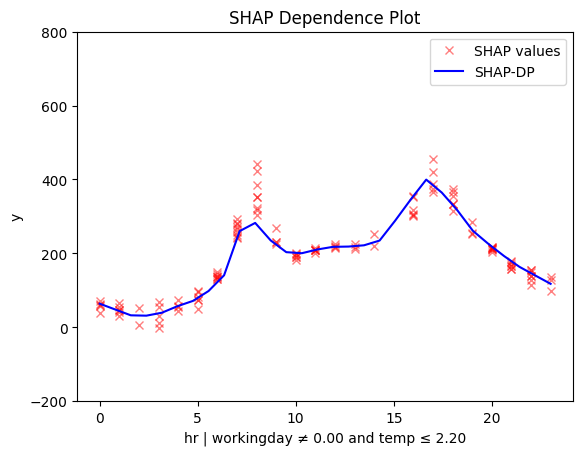 SHAP Dependence Plot
800
600
400
200
0
−200
y
SHAP values
SHAP-DP
0 5 10 15 20
hr | workingday ≠ 0.00 and temp ≤ 2.20